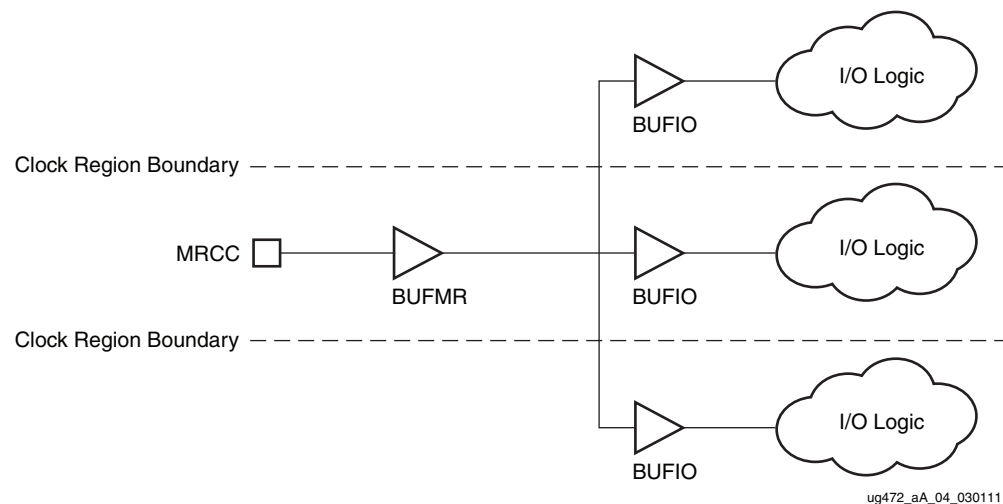 I/O Logic
BUFIO
Clock Region Boundary
I/O Logic
MRCC
BUFMR
BUFIO
Clock Region Boundary
I/O Logic
BUFIO
ug472_aA_04_030111